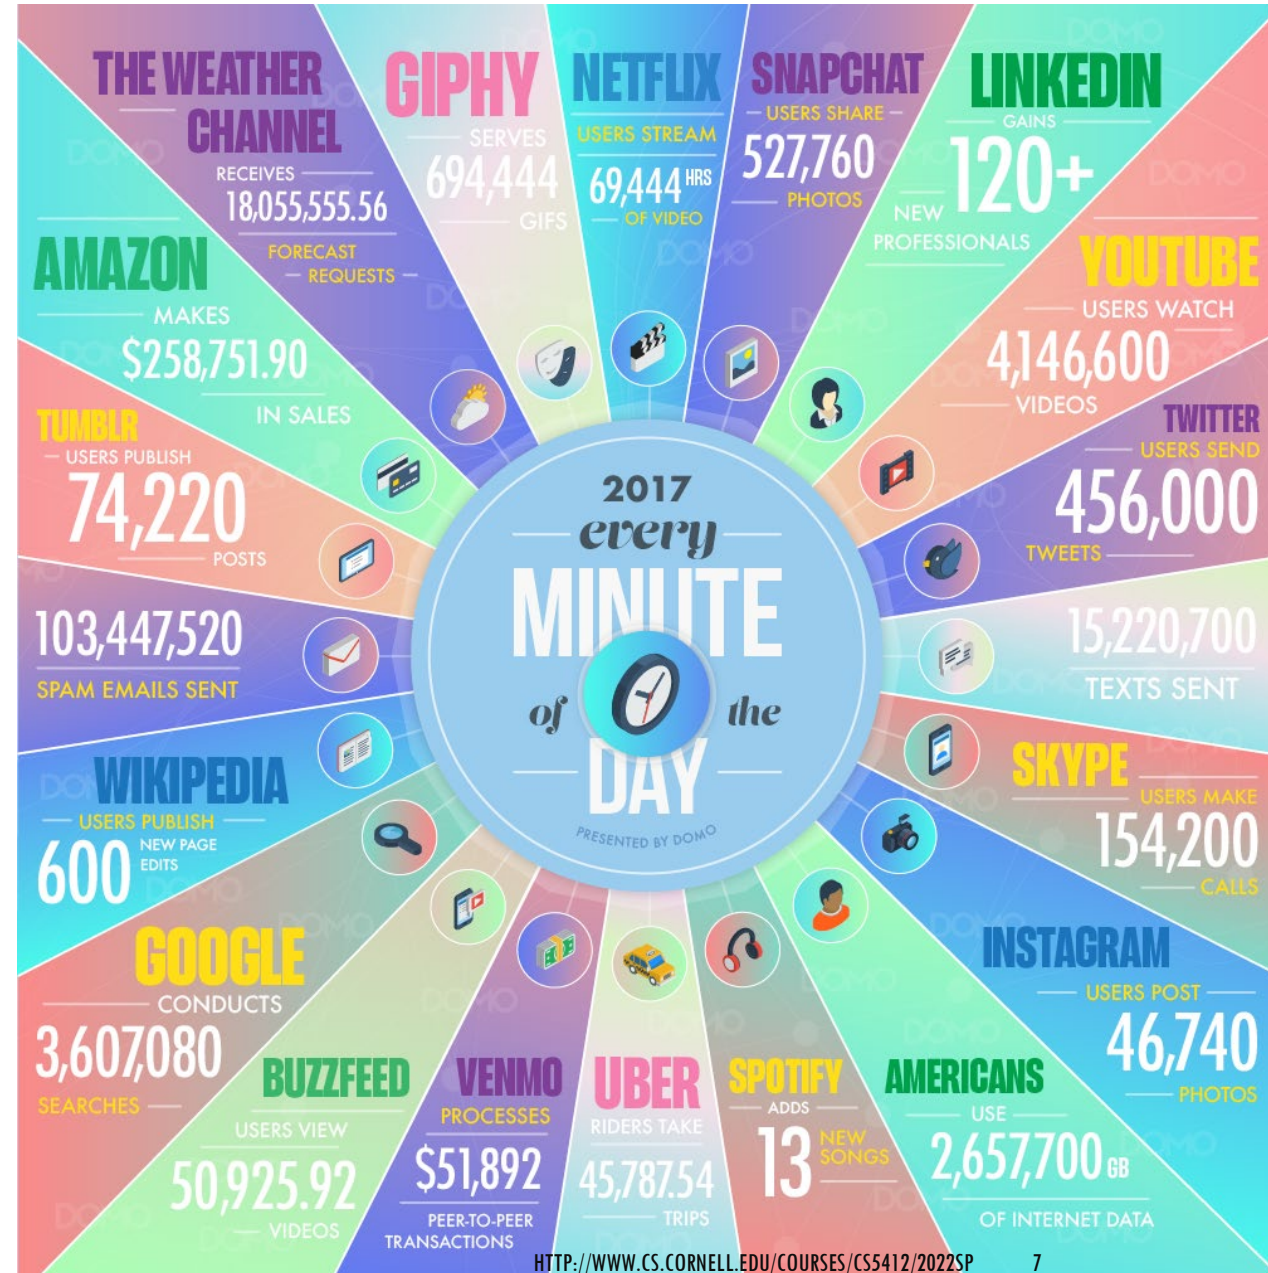 THE WEATHER
CHANNEL
RECEIVES
18,055,555.56
FORECAST
REQUESTS
GIPHY
SERVES
694,444
GIFS
NETFLIX
USERS STREAM
69,444 HRS
OF VIDEO
SNAPCHAT
USERS SHARE
527,760
PHOTOS
LINKEDIN
GAINS
120+
NEW
PROFESSIONALS
YOUTUBE
USERS WATCH
4,146,600
VIDEOS
TWITTER
USERS SEND
456,000
TWEETS
15,220,700
TEXTS SENT
SKYPE
USERS MAKE
154,200
CALLS
INSTAGRAM
USERS POST
46,740
PHOTOS
AMERICANS
USE
2,657,700 GB
OF INTERNET DATA
SPOTIFY
ADDS
13 NEW
SONGS
UBER
RIDERS TAKE
45,787.54
TRIPS
VENMO
PROCESSES
$51,892
PEER-TO-PEER
TRANSACTIONS
BUZZFEED
USERS VIEW
50,925.92
VIDEOS
GOOGLE
CONDUCTS
3,607,080
SEARCHES
WIKIPEDIA
USERS PUBLISH
600 NEW PAGE
EDITS
103,447,520
SPAM EMAILS SENT
TUMBLR
USERS PUBLISH
74,220
POSTS
AMAZON
MAKES
$258,751.90
IN SALES
2017
every
MINUTE
of the
DAY
PRESENTED BY DOMO
HTTP://WWW.CS.CORNELL.EDU/COURSES/CS5412/2022SP 7